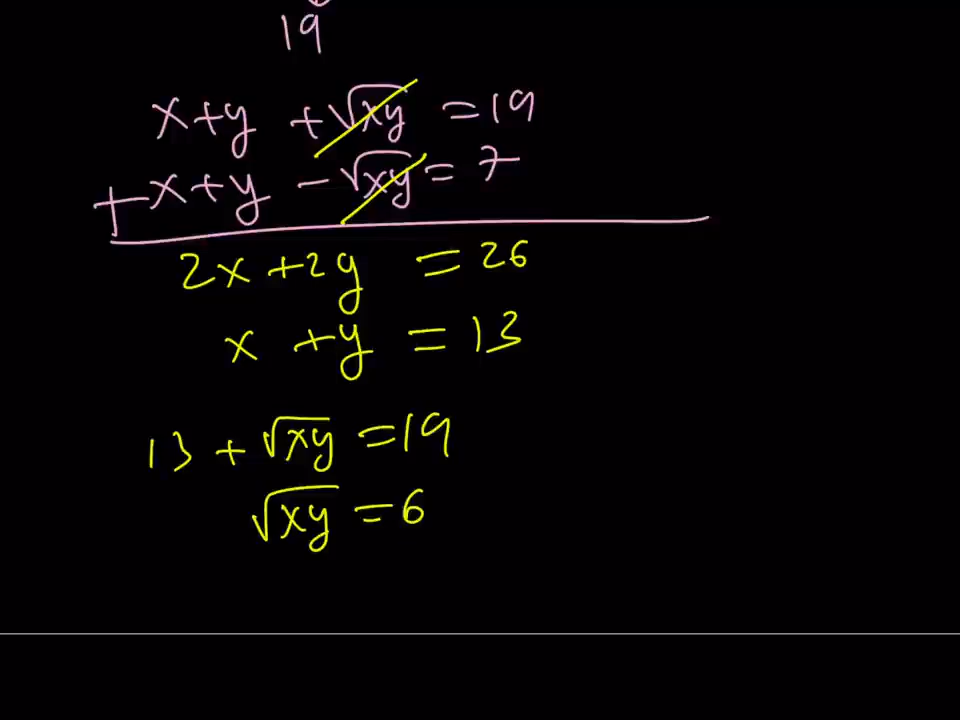 19
x+y +√xy =19
+x+y -√xy = 7
2x +2y = 26
x +y = 13
13 + √xy =19
√xy =6